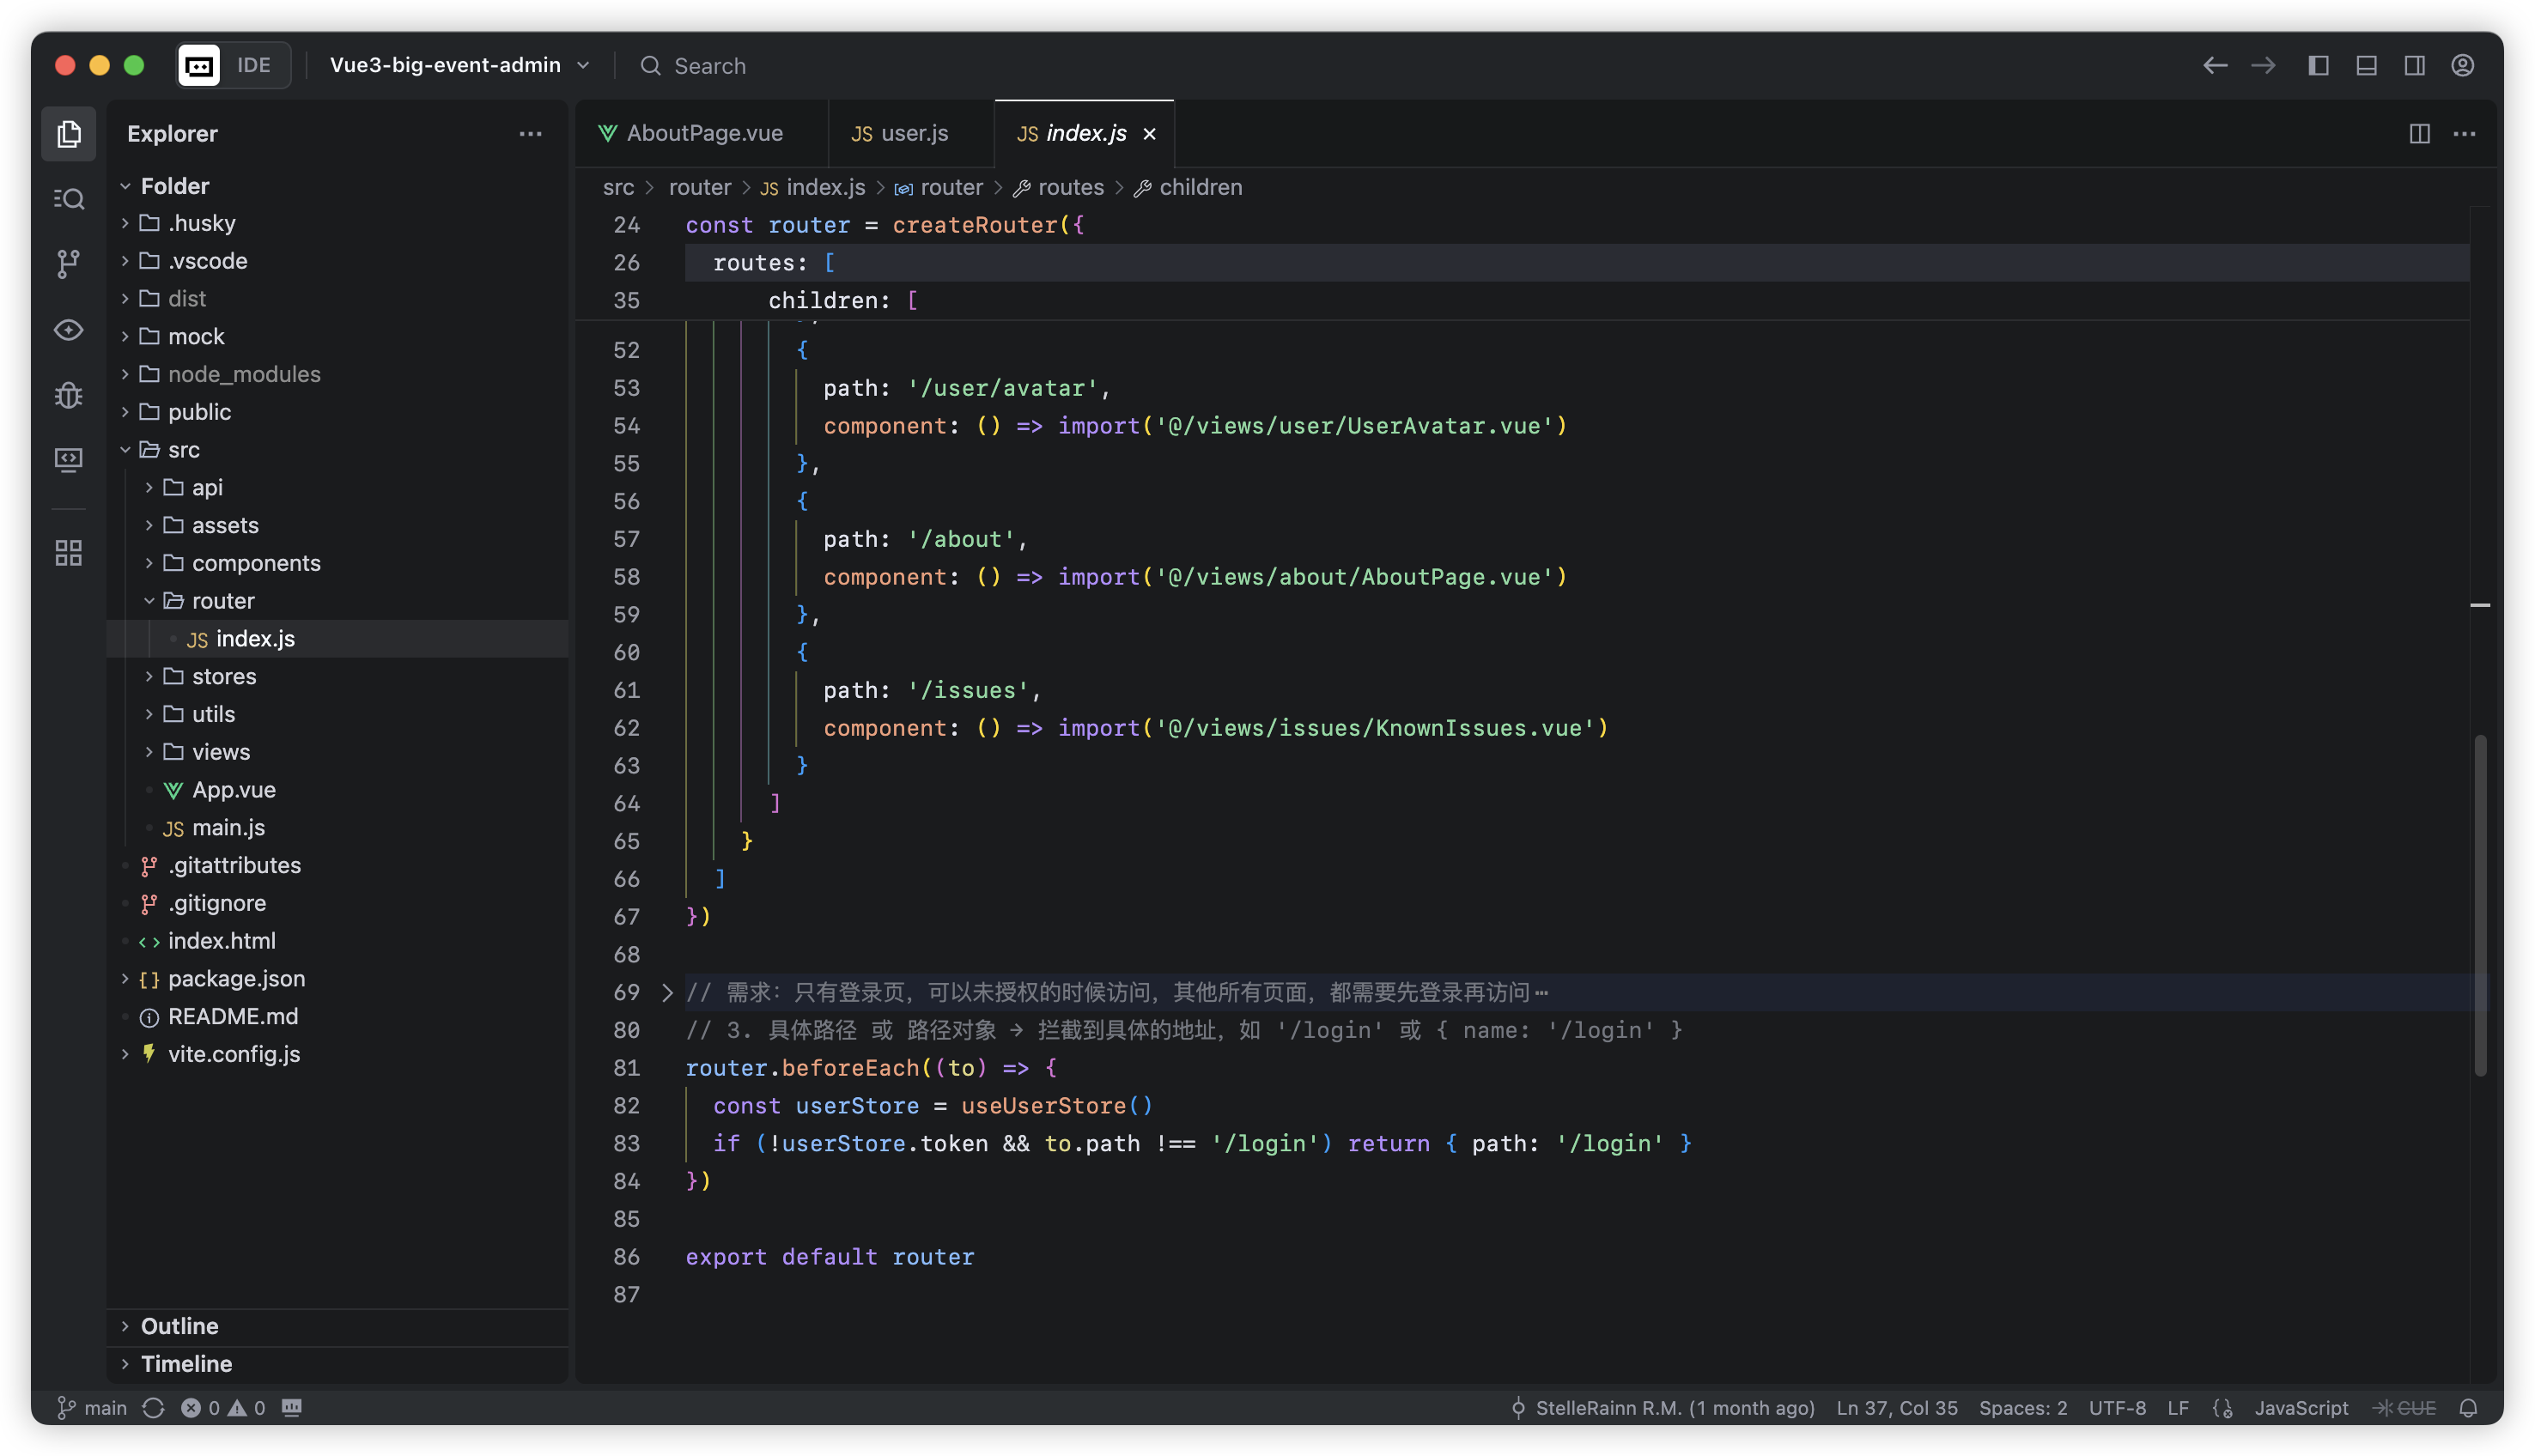 IDE
Vue3-big-event-admin
Search
Explorer
Folder
.husky
.vscode
dist
mock
node_modules
public
src
api
assets
components
router
JS index.js
stores
utils
views
App.vue
JS main.js
.gitattributes
.gitignore
<> index.html
{} package.json
README.md
vite.config.js
Outline
Timeline
AboutPage.vue
JS user.js
JS index.js
src > router > JS index.js > router > routes > children
24 const router = createRouter({
26 routes: [
35 children: [
52 {
53 path: '/user/avatar',
54 component: () => import('@/views/user/UserAvatar.vue')
55 },
56 {
57 path: '/about',
58 component: () => import('@/views/about/AboutPage.vue')
59 },
60 {
61 path: '/issues',
62 component: () => import('@/views/issues/KnownIssues.vue')
63 }
64 ]
65 }
66 ]
67 })
68
69 // 需求：只有登录页，可以未授权的时候访问，其他所有页面，都需要先登录再访问⋯
80 // 3. 具体路径 或 路径对象 → 拦截到具体的地址，如 '/login' 或 { name: '/login' }
81 router.beforeEach((to) => {
82 const userStore = useUserStore()
83 if (!userStore.token && to.path !== '/login') return { path: '/login' }
84 })
85
86 export default router
87
main 0 0
StelleRainn R.M. (1 month ago) Ln 37, Col 35 Spaces: 2 UTF-8 LF JavaScript CUE